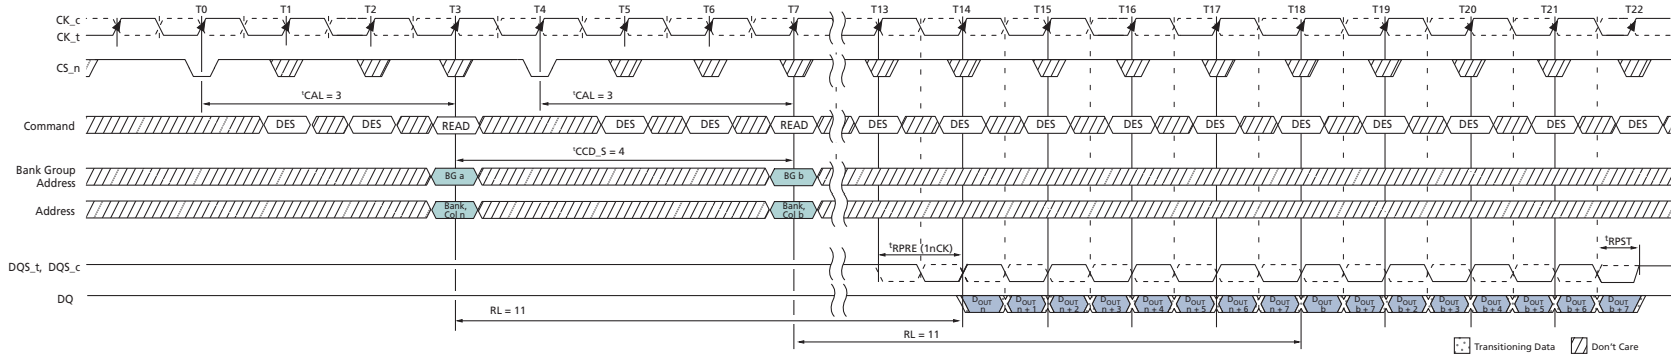 T0 T1 T2 T3 T4 T5 T6 T7 T13 T14 T15 T16 T17 T18 T19 T20 T21 T22
CK_c
CK_t
CS_n
tCAL = 3 tCAL = 3
Command DES DES READ DES DES READ DES DES DES DES DES DES DES DES DES DES
tCCD_S = 4
Bank Group
Address BG a BG b
Address Bank, Col n Bank, Col b
tRPRE (1nCK) tRPST
DQS_t, DQS_c
DQ DOUT n DOUT n + 1 DOUT n + 2 DOUT n + 3 DOUT n + 4 DOUT n + 5 DOUT n + 6 DOUT n + 7 DOUT b DOUT b + 7 DOUT b + 2 DOUT b + 3 DOUT b + 4 DOUT b + 5 DOUT b + 6 DOUT b + 7
RL = 11
RL = 11
Transitioning Data Don't Care